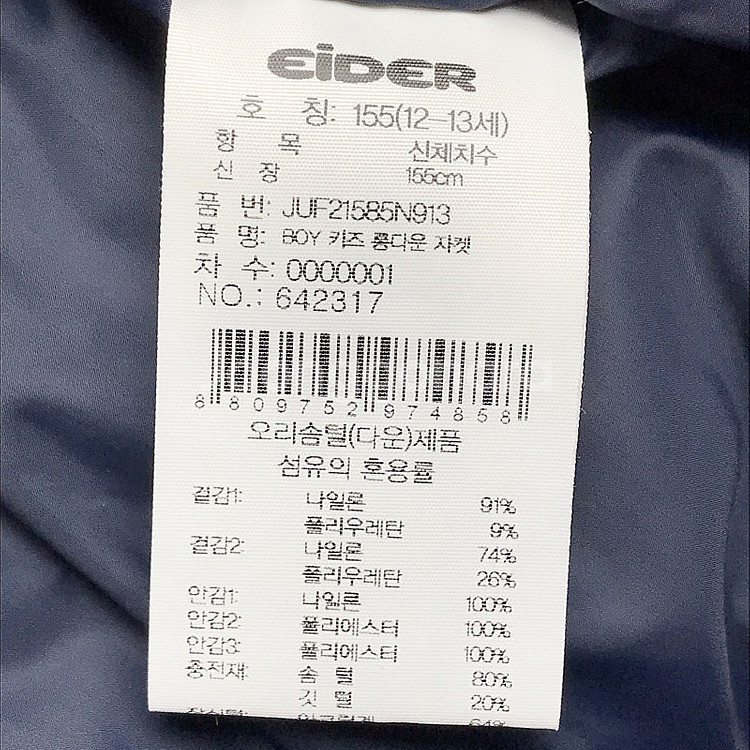 EiDER
호 칭: 155(12-13세)
항 목 신체치수
신 장 155cm
품 번: JUF21585N913
품 명: BOY 키즈 롱다운 자켓
차 수: 0000001
NO.: 642317
8 809752 974858
오리솜털(다운)제품
섬유의 혼용률
겉감1: 나일론 91%
폴리우레탄 9%
겉감2: 나일론 74%
폴리우레탄 26%
안감1: 나일론 100%
안감2: 폴리에스터 100%
안감3: 폴리에스터 100%
충전재: 솜 털 80%
깃 털 20%
64%